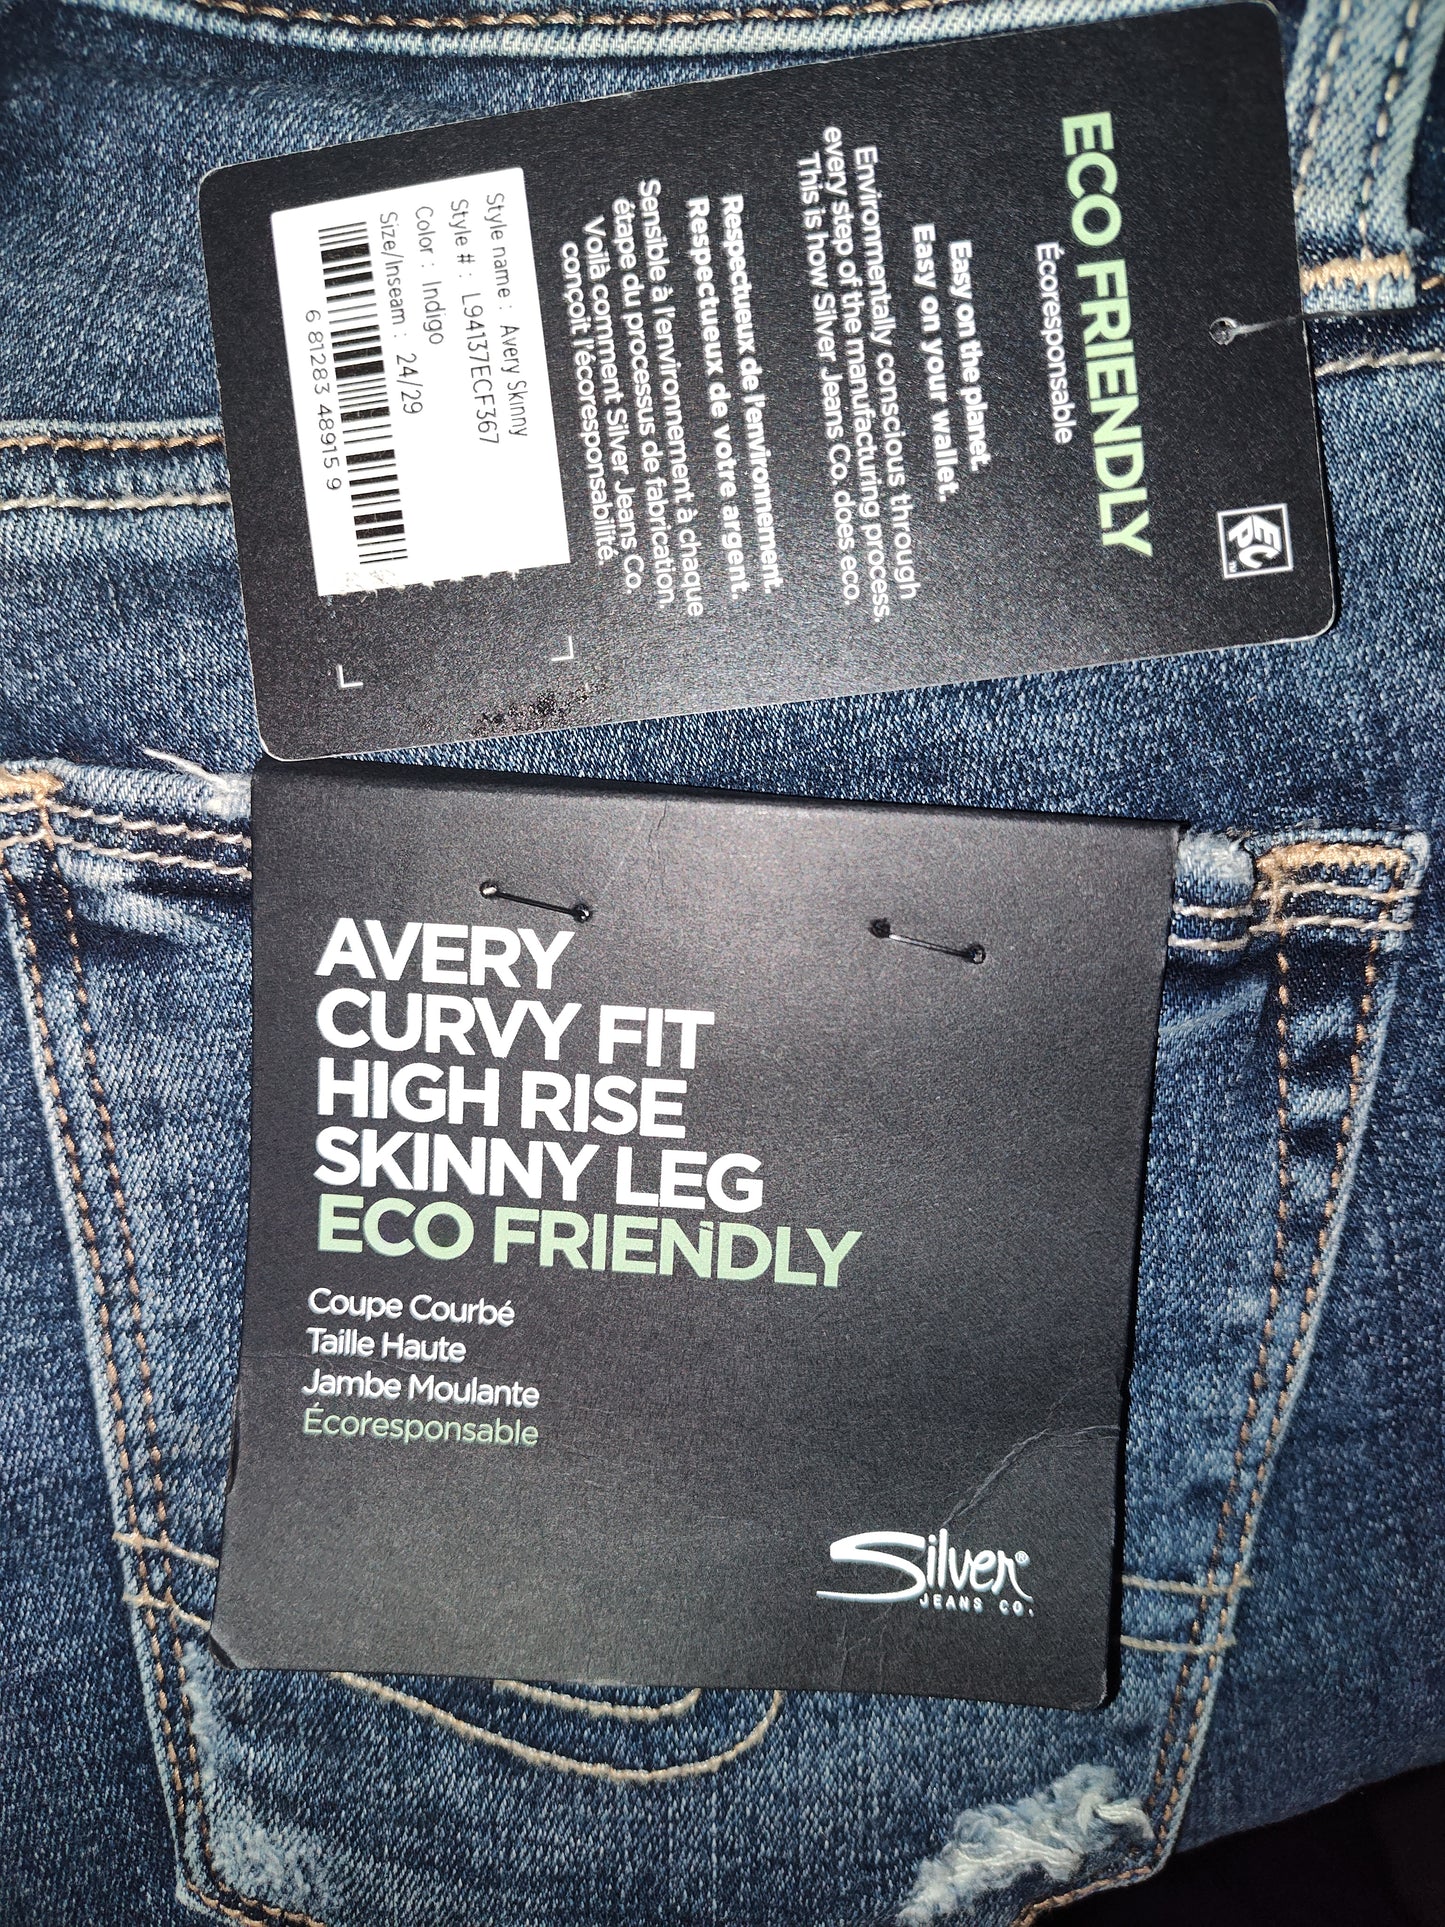 EPC
TM
ECO FRIENDLY
Écoresponsable
Easy on the planet.
Easy on your wallet.
Environmentally conscious through
every step of the manufacturing process.
This is how Silver Jeans Co. does eco.
Respectueux de l'environnement.
Respectueux de votre argent.
Sensible à l'environnement à chaque
étape du processus de fabrication.
Voilà comment Silver Jeans Co.
conçoit l'écoresponsabilité.
Style name : Avery Skinny
Style # : L94137ECF367
Color : Indigo
Size/Inseam : 24/29
6 81283 48915 9
AVERY
CURVY FIT
HIGH RISE
SKINNY LEG
ECO FRIENDLY
Coupe Courbé
Taille Haute
Jambe Moulante
Écoresponsable
Silver®
JEANS CO.